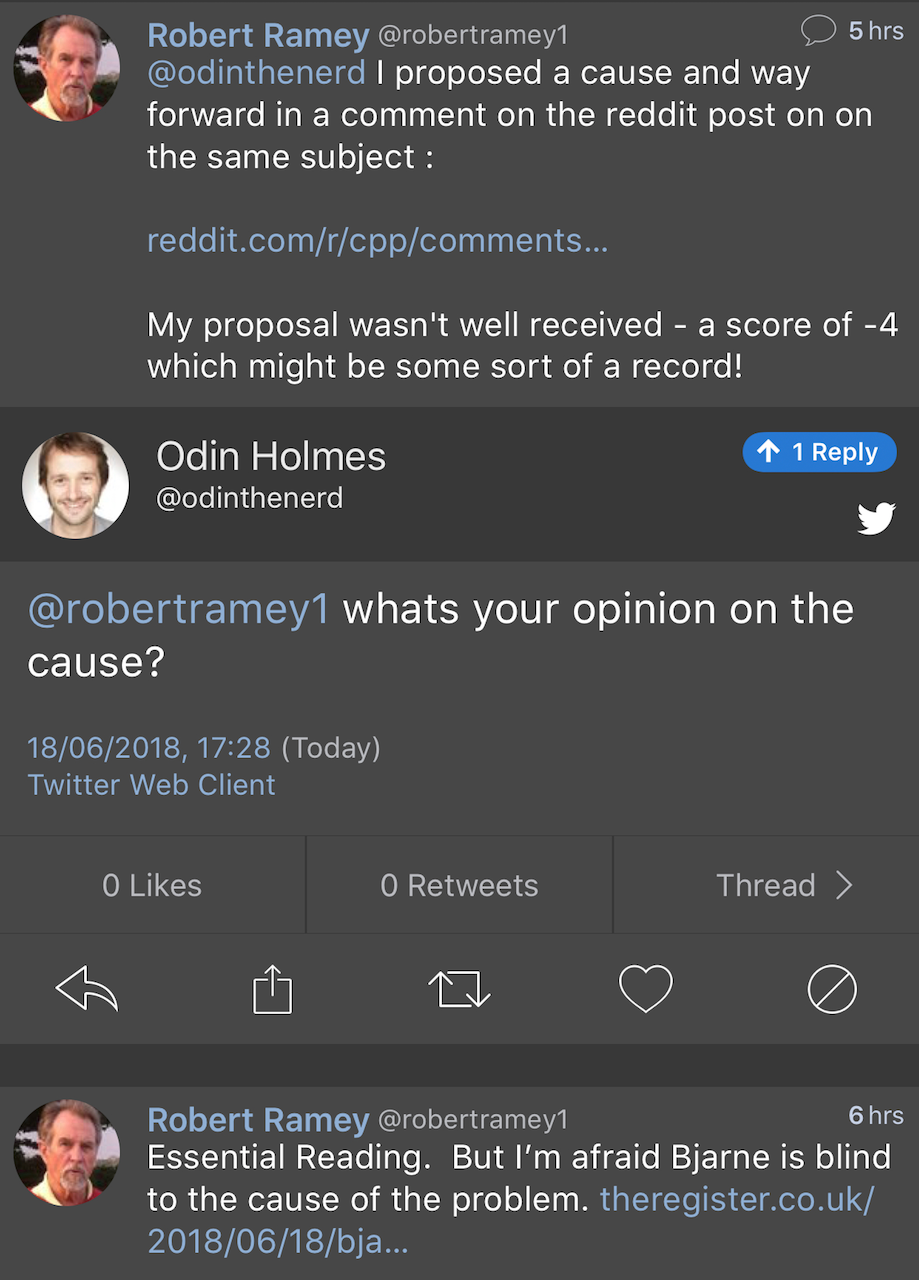 Robert Ramey @robertramey1 5 hrs
@odinthenerd I proposed a cause and way
forward in a comment on the reddit post on on
the same subject :
reddit.com/r/cpp/comments...
My proposal wasn't well received - a score of -4
which might be some sort of a record!
Odin Holmes
1 Reply
@odinthenerd
@robertramey1 whats your opinion on the
cause?
18/06/2018, 17:28 (Today)
Twitter Web Client
0 Likes
0 Retweets
Thread
Robert Ramey @robertramey1 6 hrs
Essential Reading.  But I’m afraid Bjarne is blind
to the cause of the problem. theregister.co.uk/
2018/06/18/bja...